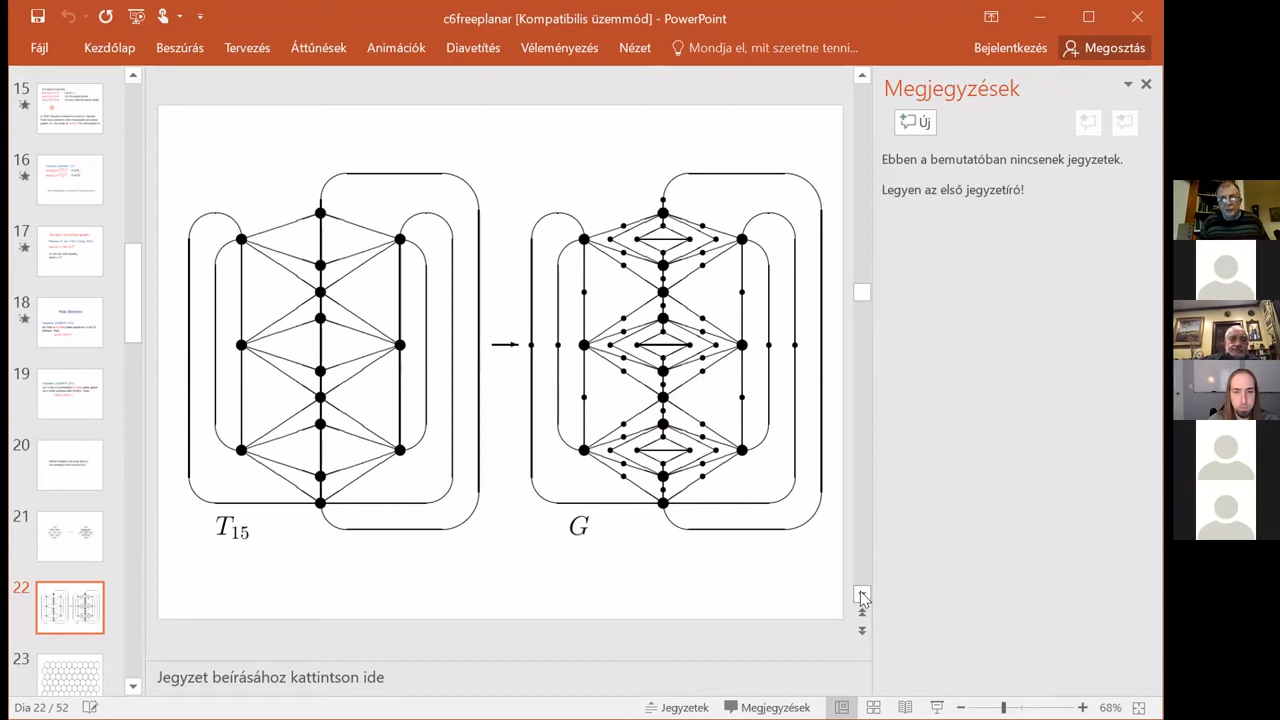 c6freeplanar [Kompatibilis üzemmód] - PowerPoint
Fájl Kezdőlap Beszúrás Tervezés Áttűnések Animációk Diavetítés Véleményezés Nézet Mondja el, mit szeretne tenni... Bejelentkezés Megosztás
15
16
17
18
19
20
21
22
23
T15
G
Megjegyzések
Új
Ebben a bemutatóban nincsenek jegyzetek.
Legyen az első jegyzetíró!
Jegyzet beírásához kattintson ide
Dia 22 / 52 Jegyzetek Megjegyzések 68%